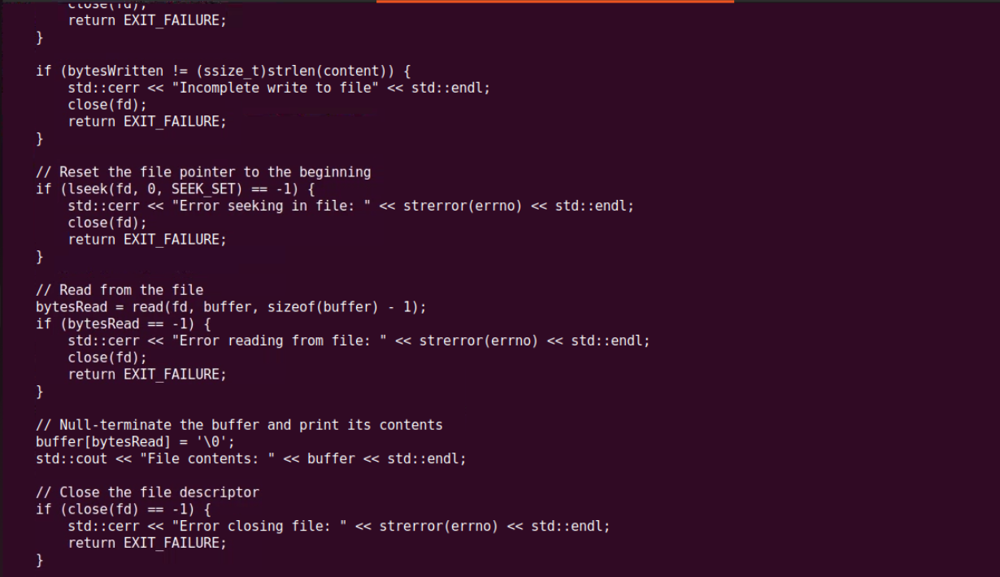 close(fd);
        return EXIT_FAILURE;
    }

    if (bytesWritten != (ssize_t)strlen(content)) {
        std::cerr << "Incomplete write to file" << std::endl;
        close(fd);
        return EXIT_FAILURE;
    }

    // Reset the file pointer to the beginning
    if (lseek(fd, 0, SEEK_SET) == -1) {
        std::cerr << "Error seeking in file: " << strerror(errno) << std::endl;
        close(fd);
        return EXIT_FAILURE;
    }

    // Read from the file
    bytesRead = read(fd, buffer, sizeof(buffer) - 1);
    if (bytesRead == -1) {
        std::cerr << "Error reading from file: " << strerror(errno) << std::endl;
        close(fd);
        return EXIT_FAILURE;
    }

    // Null-terminate the buffer and print its contents
    buffer[bytesRead] = '\0';
    std::cout << "File contents: " << buffer << std::endl;

    // Close the file descriptor
    if (close(fd) == -1) {
        std::cerr << "Error closing file: " << strerror(errno) << std::endl;
        return EXIT_FAILURE;
    }